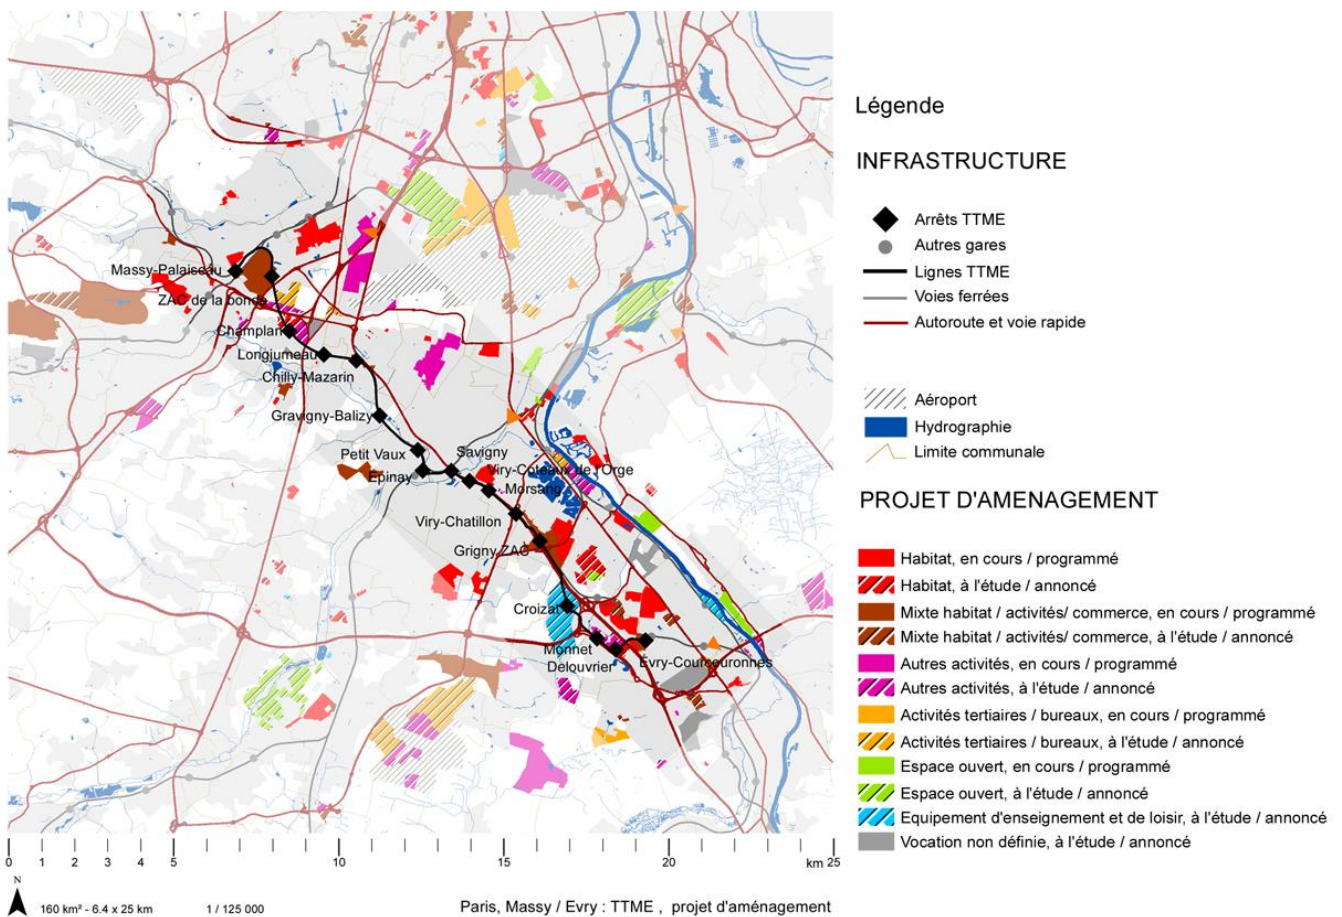 Massy-Palaiseau
ZAC de la bonde
Champlan
Longjumeau
Chilly-Mazarin
Gravigny-Balizy
Petit Vaux
Savigny
Epinay
Viry-Coteaux de l'Orge
Morsang
Viry-Chatillon
Grigny ZAC
Croizat
Monnet
Delouvrier
Évry-Courcouronnes
Légende
INFRASTRUCTURE
Arrêts TTME
Autres gares
Lignes TTME
Voies ferrées
Autoroute et voie rapide
Aéroport
Hydrographie
Limite communale
PROJET D'AMENAGEMENT
Habitat, en cours / programmé
Habitat, à l'étude / annoncé
Mixte habitat / activités/ commerce, en cours / programmé
Mixte habitat / activités/ commerce, à l'étude / annoncé
Autres activités, en cours / programmé
Autres activités, à l'étude / annoncé
Activités tertiaires / bureaux, en cours / programmé
Activités tertiaires / bureaux, à l'étude / annoncé
Espace ouvert, en cours / programmé
Espace ouvert, à l'étude / annoncé
Equipement d'enseignement et de loisir, à l'étude / annoncé
Vocation non définie, à l'étude / annoncé
0 1 2 3 4 5 10 15 20 km 25
N
160 km² - 6.4 x 25 km 1 / 125 000 Paris, Massy / Evry : TTME , projet d'aménagement